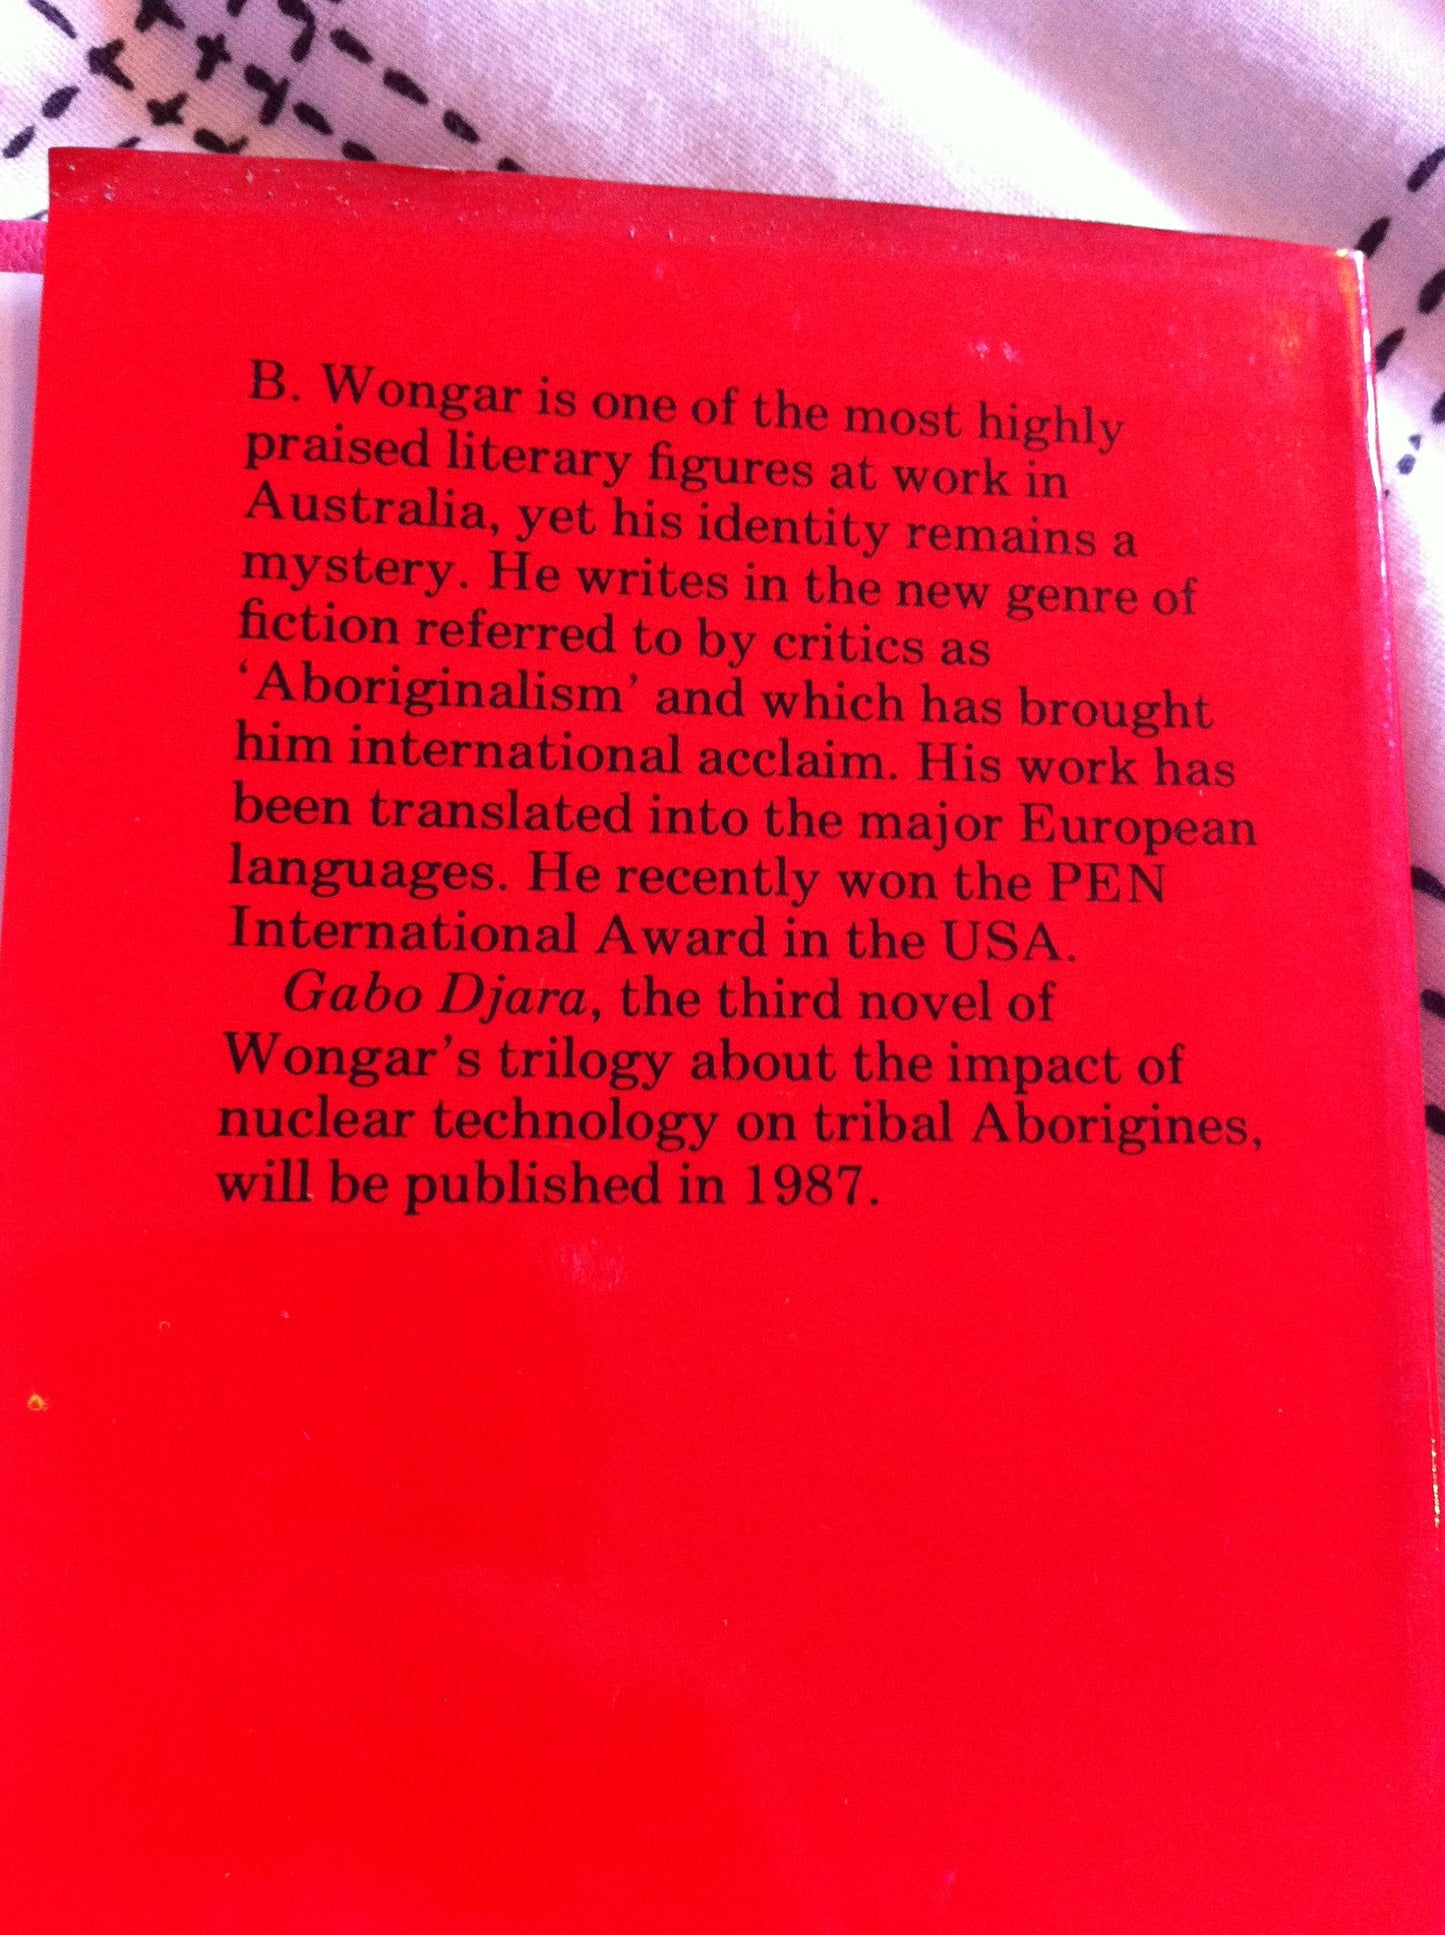 B. Wongar is one of the most highly
praised literary figures at work in
Australia, yet his identity remains a
mystery. He writes in the new genre of
fiction referred to by critics as
‘Aboriginalism’ and which has brought
him international acclaim. His work has
been translated into the major European
languages. He recently won the PEN
International Award in the USA.
Gabo Djara, the third novel of
Wongar’s trilogy about the impact of
nuclear technology on tribal Aborigines,
will be published in 1987.